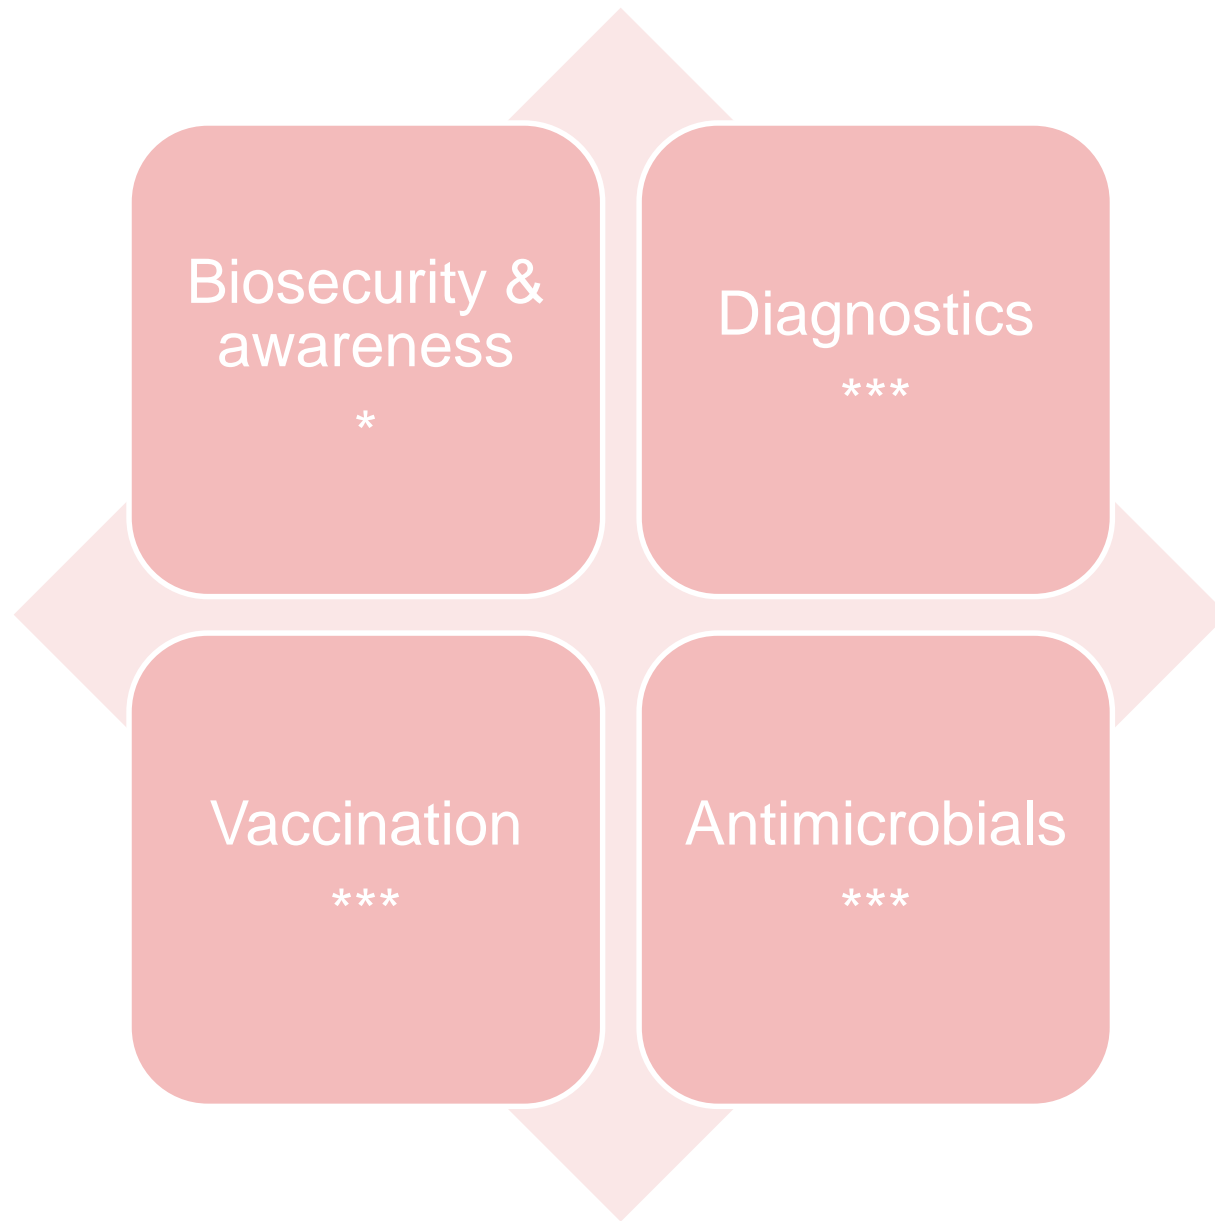 Biosecurity &
awareness
*
Diagnostics
***
Vaccination
***
Antimicrobials
***